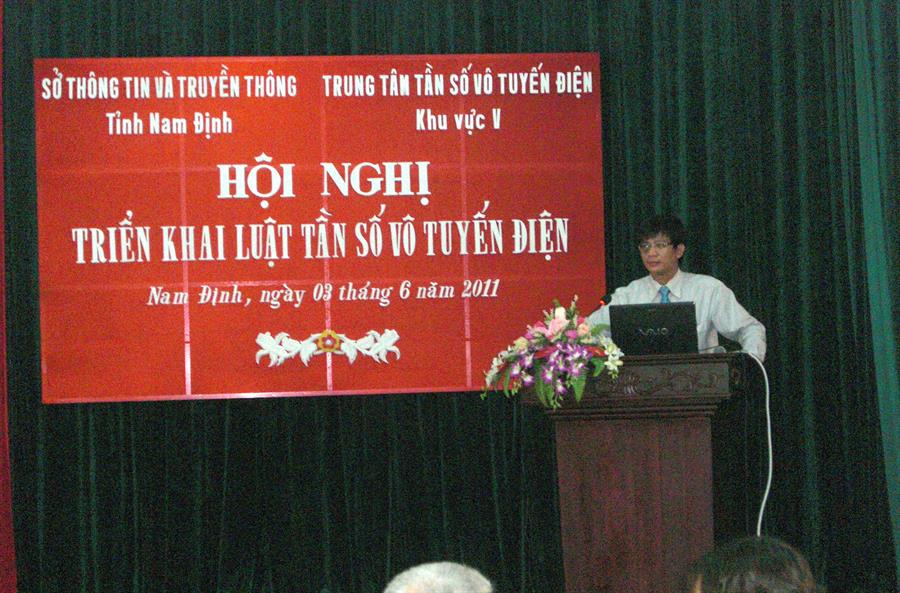 SỞ THÔNG TIN VÀ TRUYỀN THÔNG
Tỉnh Nam Định
TRUNG TÂM TẦN SỐ VÔ TUYẾN ĐIỆN
Khu vực V
HỘI NGHỊ
TRIỂN KHAI LUẬT TẦN SỐ VÔ TUYẾN ĐIỆN
Nam Định, ngày 03 tháng 6 năm 2011
VAIO